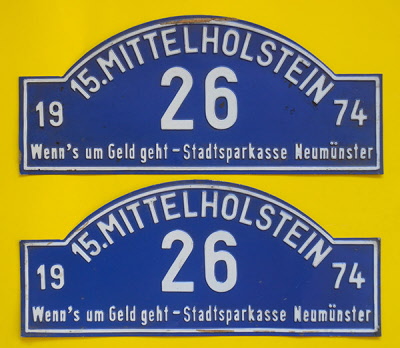 15.MITTELHOLSTEIN
19 26 74
Wenn's um Geld geht – Stadtsparkasse Neumünster
15.MITTELHOLSTEIN
19 26 74
Wenn's um Geld geht – Stadtsparkasse Neumünster